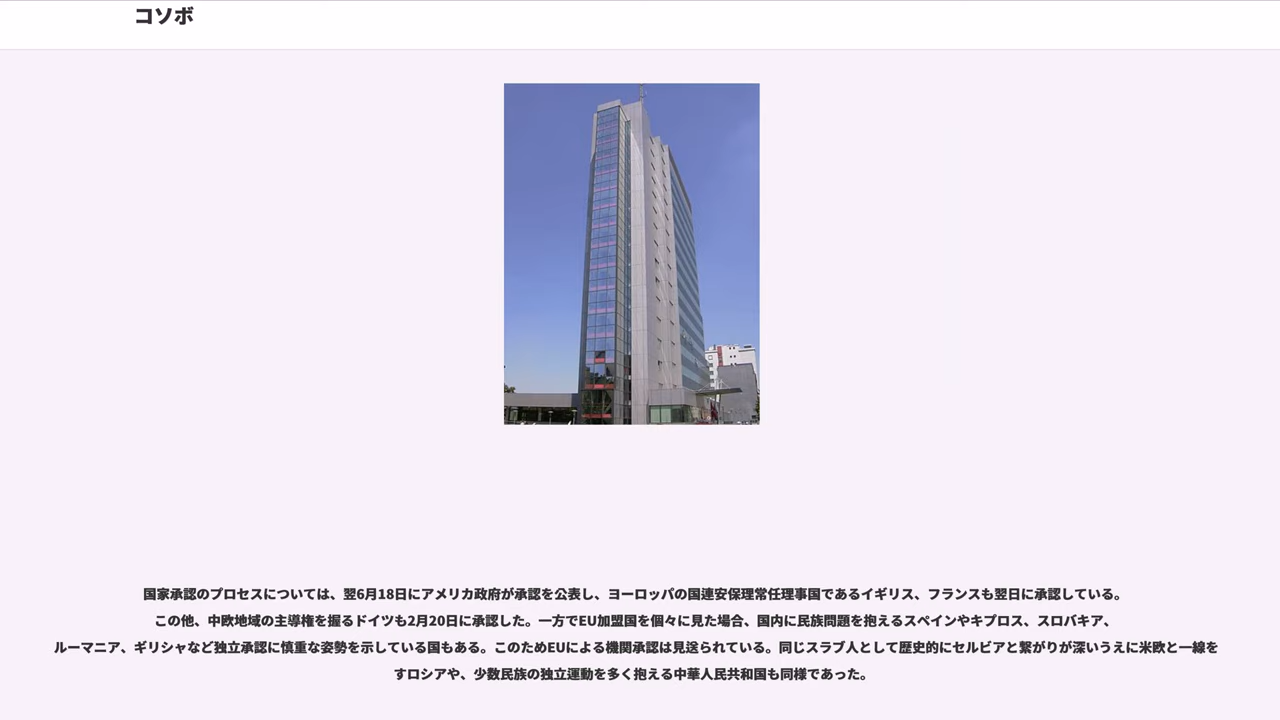 コソボ
国家承認のプロセスについては、翌6月18日にアメリカ政府が承認を公表し、ヨーロッパの国連安保理常任理事国であるイギリス、フランスも翌日に承認している。
この他、中欧地域の主導権を握るドイツも2月20日に承認した。一方でEU加盟国を個々に見た場合、国内に民族問題を抱えるスペインやキプロス、スロバキア、
ルーマニア、ギリシャなど独立承認に慎重な姿勢を示している国もある。このためEUによる機関承認は見送られている。同じスラブ人として歴史的にセルビアと繋がりが深いうえに米欧と一線を
すロシアや、少数民族の独立運動を多く抱える中華人民共和国も同様であった。